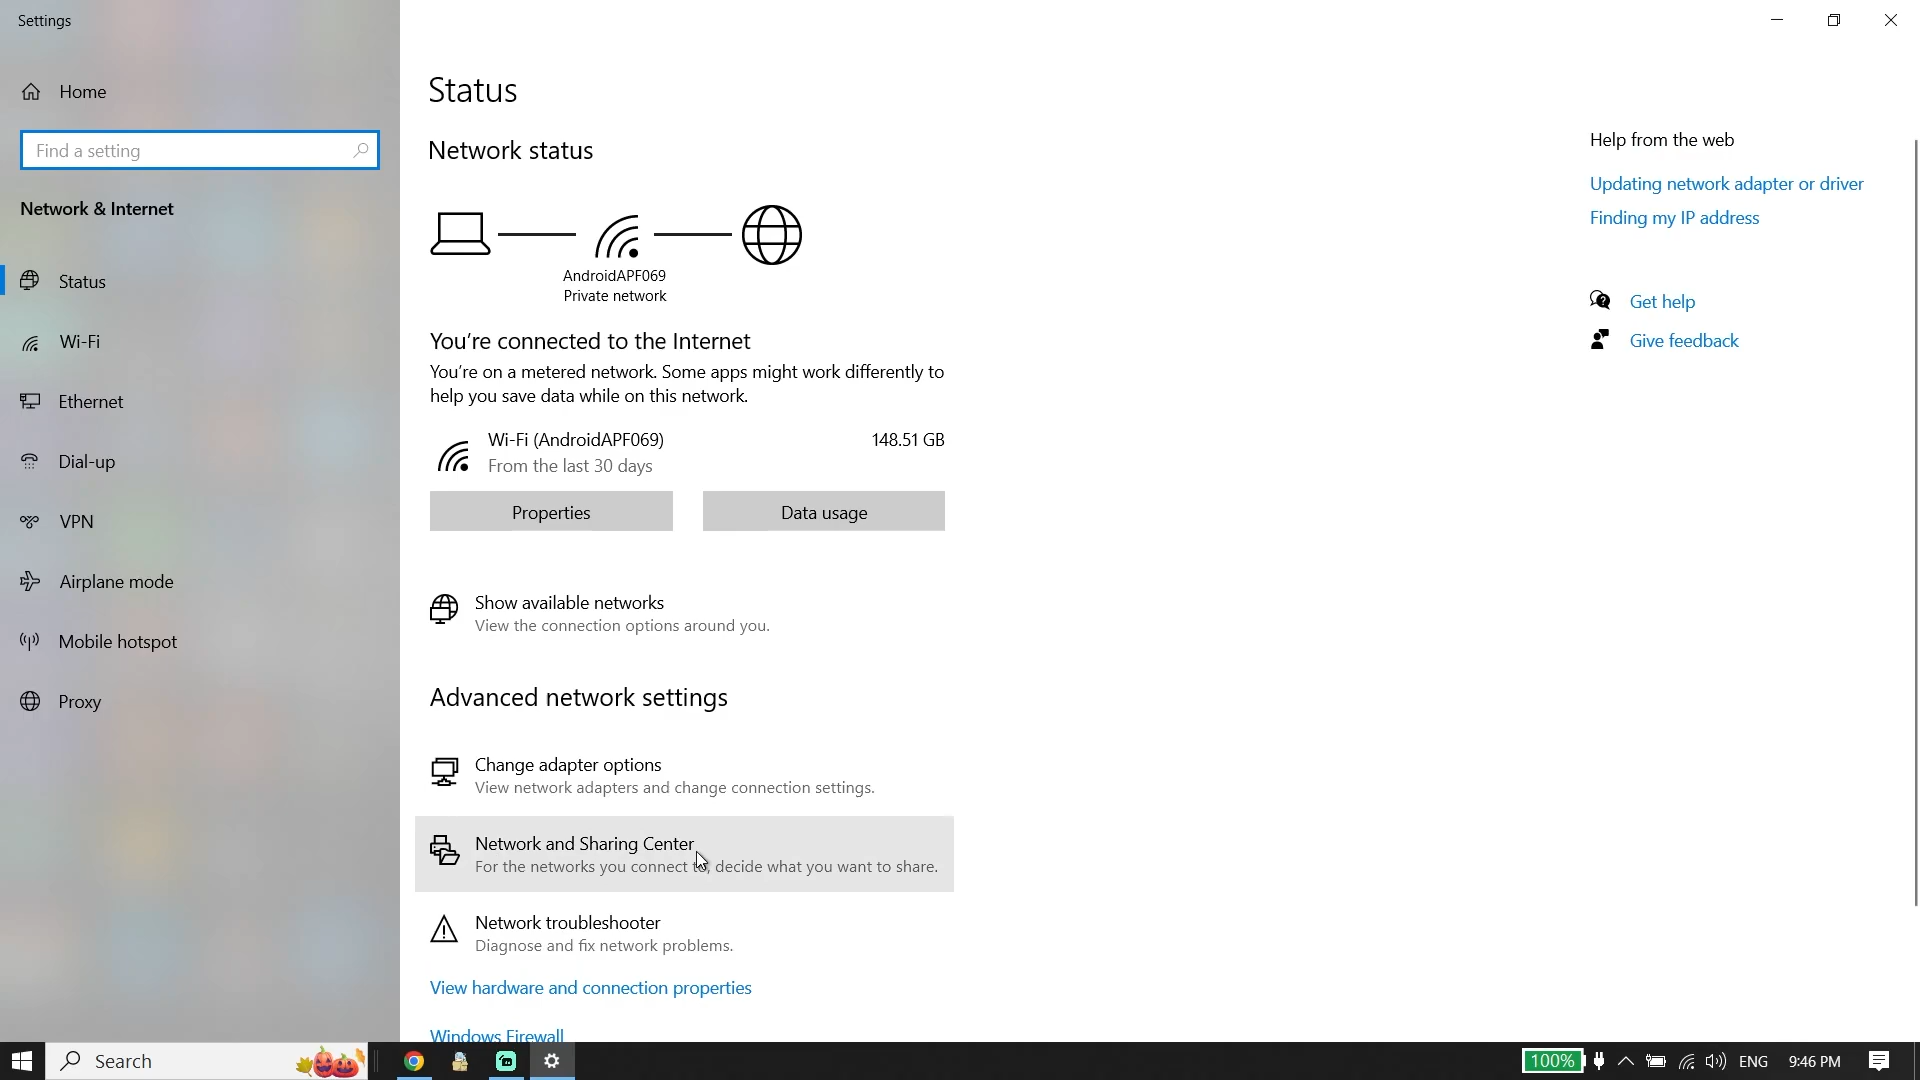 Settings
Home
Find a setting
Network & Internet
Status
Wi-Fi
Ethernet
Dial-up
VPN
Airplane mode
Mobile hotspot
Proxy
Status
Network status
AndroidAPF069
Private network
You're connected to the Internet
You're on a metered network. Some apps might work differently to
help you save data while on this network.
Wi-Fi (AndroidAPF069) 148.51 GB
From the last 30 days
Properties Data usage
Show available networks
View the connection options around you.
Advanced network settings
Change adapter options
View network adapters and change connection settings.
Network and Sharing Center
For the networks you connect to, decide what you want to share.
Network troubleshooter
Diagnose and fix network problems.
View hardware and connection properties
Windows Firewall
Help from the web
Updating network adapter or driver
Finding my IP address
Get help
Give feedback
Search
100% ENG 9:46 PM